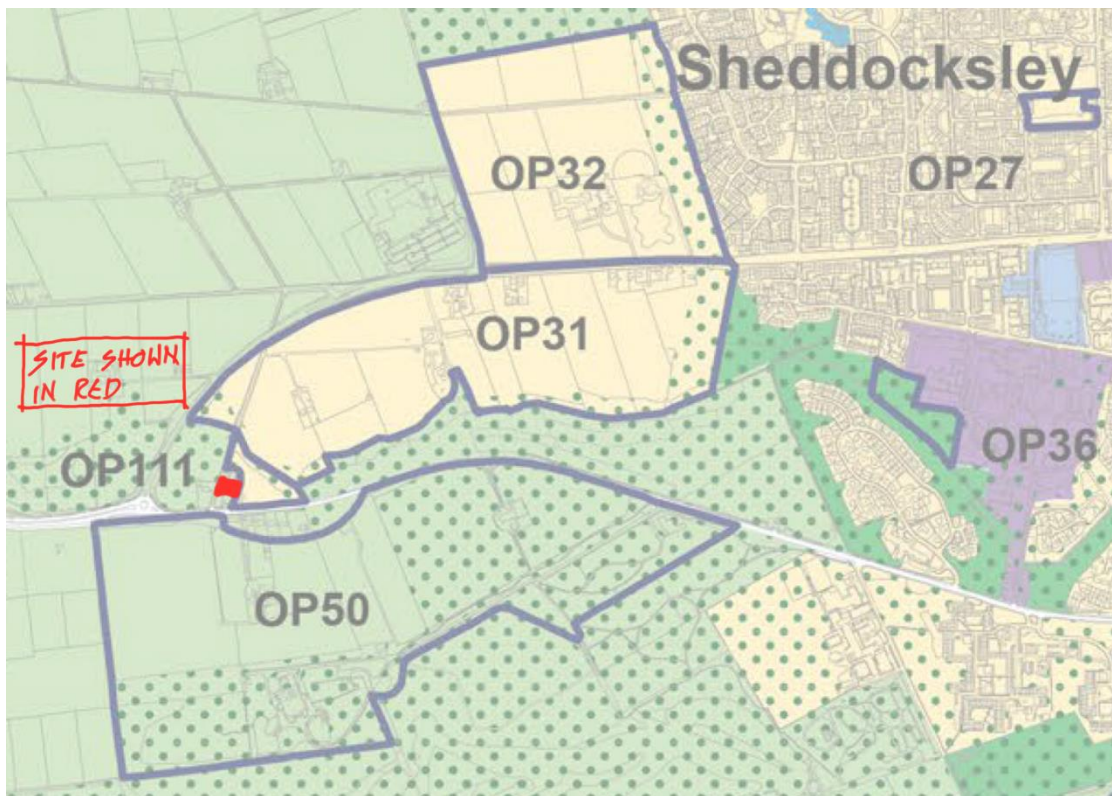 Sheddocksley
OP32
OP27
OP31
SITE SHOWN
IN RED
OP36
OP111
OP50